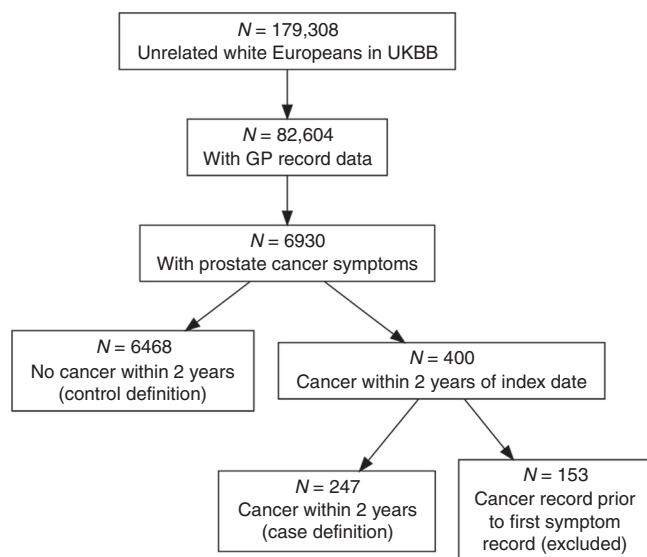 N = 179,308
Unrelated white Europeans in UKBB
N = 82,604
With GP record data
N = 6930
With prostate cancer symptoms
N = 6468
No cancer within 2 years
(control definition)
N = 400
Cancer within 2 years of index date
N = 247
Cancer within 2 years
(case definition)
N = 153
Cancer record prior
to first symptom
record (excluded)